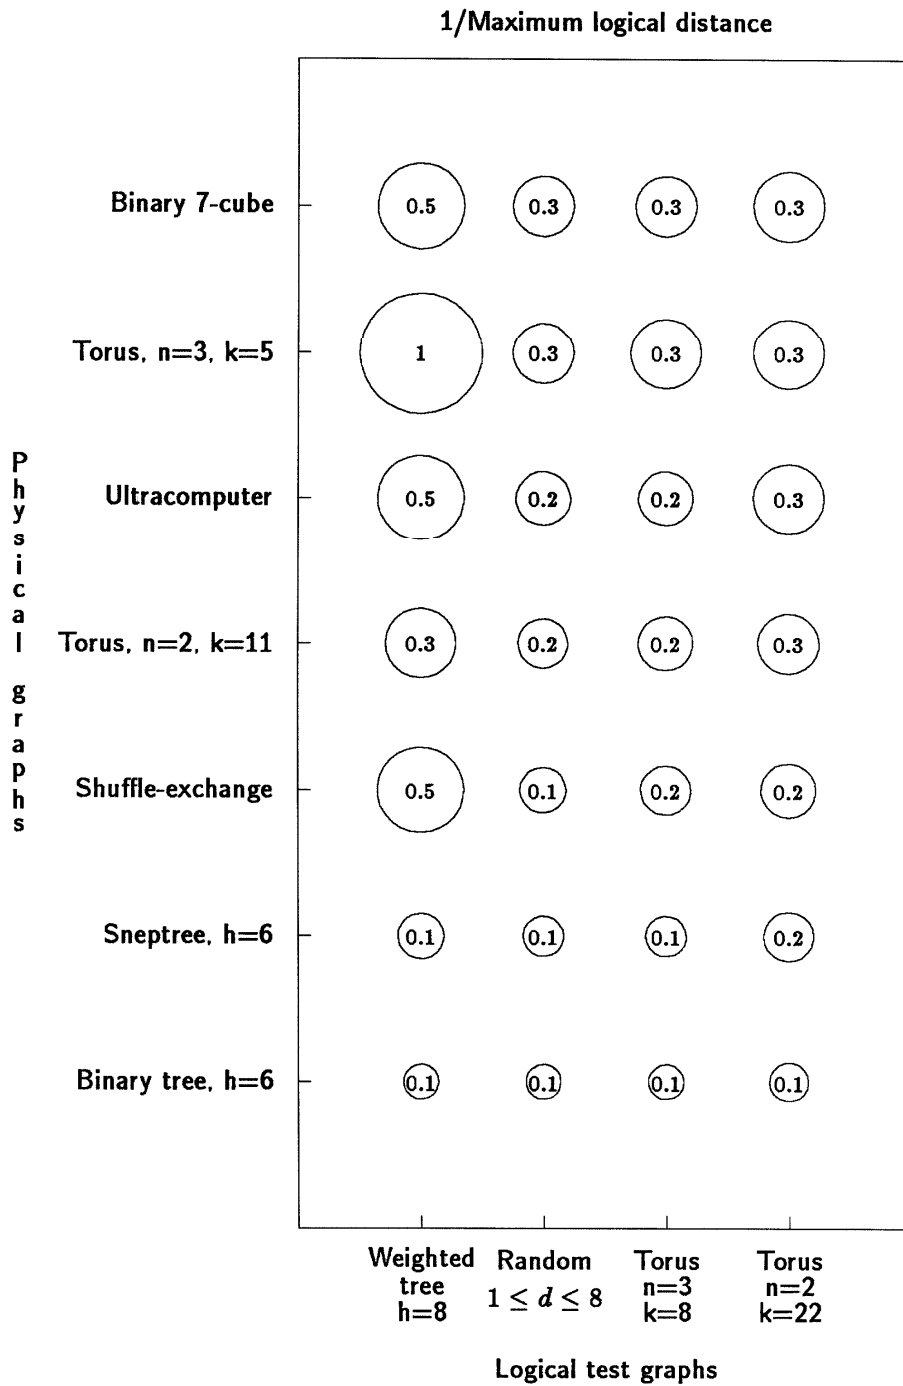 1/Maximum logical distance
Binary 7-cube 0.5 0.3 0.3 0.3
Torus, n=3, k=5 1 0.3 0.3 0.3
Ultracomputer 0.5 0.2 0.2 0.3
Torus, n=2, k=11 0.3 0.2 0.2 0.3
Shuffle-exchange 0.5 0.1 0.2 0.2
Sneptree, h=6 0.1 0.1 0.1 0.2
Binary tree, h=6 0.1 0.1 0.1 0.1
Physical graphs
Weighted Random Torus Torus
tree 1 ≤ d ≤ 8 n=3 n=2
h=8 k=8 k=22
Logical test graphs